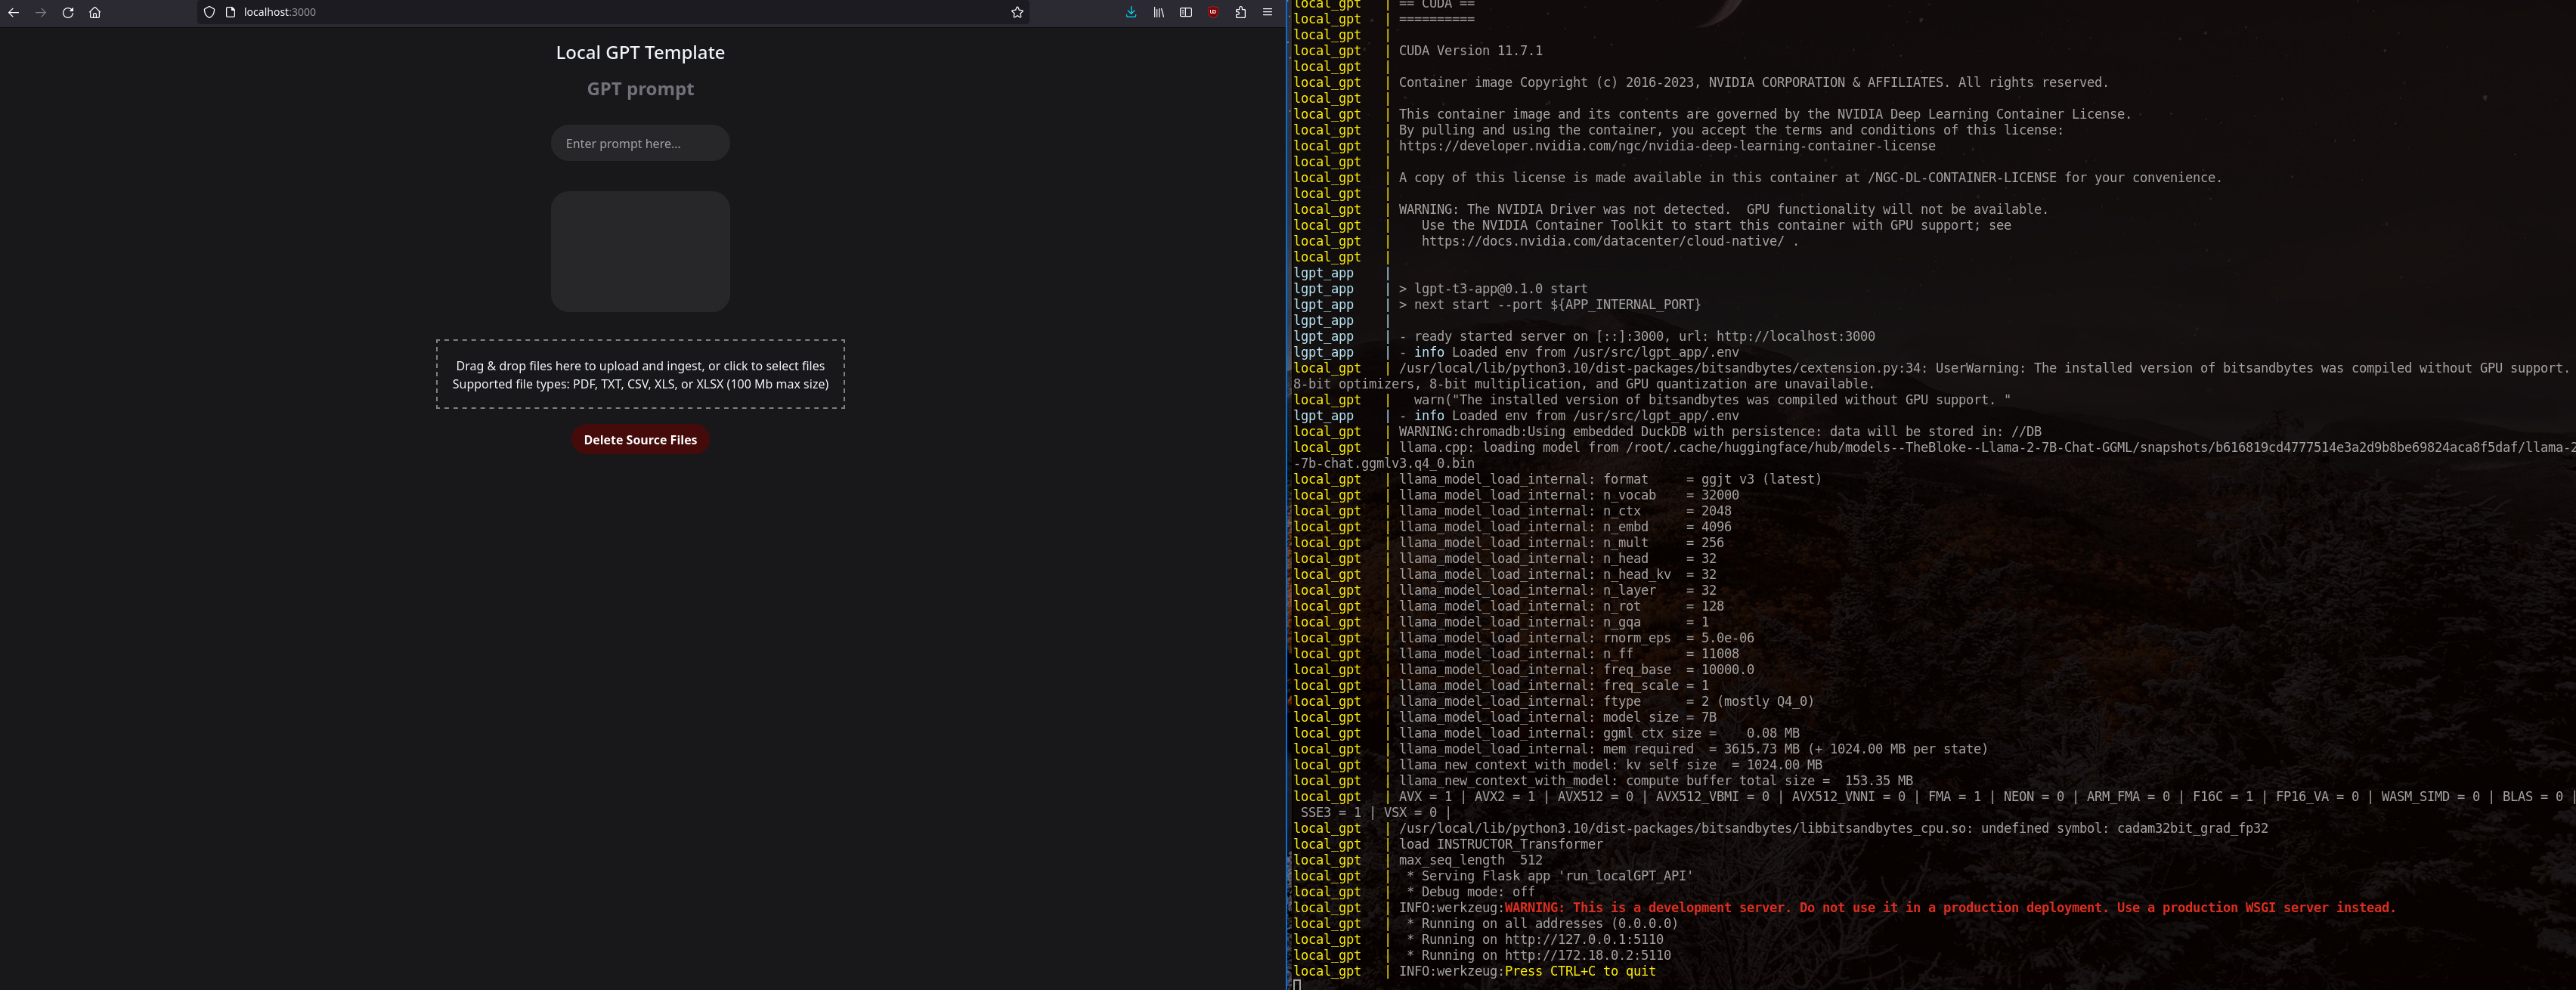 localhost:3000
Local GPT Template
GPT prompt
Enter prompt here...
Drag & drop files here to upload and ingest, or click to select files
Supported file types: PDF, TXT, CSV, XLS, or XLSX (100 Mb max size)
Delete Source Files
local_gpt | == CUDA ==
local_gpt | ==========
local_gpt |
local_gpt | CUDA Version 11.7.1
local_gpt |
local_gpt | Container image Copyright (c) 2016-2023, NVIDIA CORPORATION & AFFILIATES. All rights reserved.
local_gpt |
local_gpt | This container image and its contents are governed by the NVIDIA Deep Learning Container License.
local_gpt | By pulling and using the container, you accept the terms and conditions of this license:
local_gpt | https://developer.nvidia.com/ngc/nvidia-deep-learning-container-license
local_gpt |
local_gpt | A copy of this license is made available in this container at /NGC-DL-CONTAINER-LICENSE for your convenience.
local_gpt |
local_gpt | WARNING: The NVIDIA Driver was not detected.  GPU functionality will not be available.
local_gpt |    Use the NVIDIA Container Toolkit to start this container with GPU support; see
local_gpt |    https://docs.nvidia.com/datacenter/cloud-native/ .
local_gpt |
lgpt_app |
lgpt_app | > lgpt-t3-app@0.1.0 start
lgpt_app | > next start --port ${APP_INTERNAL_PORT}
lgpt_app |
lgpt_app | - ready started server on [::]:3000, url: http://localhost:3000
lgpt_app | - info Loaded env from /usr/src/lgpt_app/.env
local_gpt | /usr/local/lib/python3.10/dist-packages/bitsandbytes/cextension.py:34: UserWarning: The installed version of bitsandbytes was compiled without GPU support.
8-bit optimizers, 8-bit multiplication, and GPU quantization are unavailable.
local_gpt |   warn("The installed version of bitsandbytes was compiled without GPU support. "
lgpt_app | - info Loaded env from /usr/src/lgpt_app/.env
local_gpt | WARNING:chromadb:Using embedded DuckDB with persistence: data will be stored in: //DB
local_gpt | llama.cpp: loading model from /root/.cache/huggingface/hub/models--TheBloke--Llama-2-7B-Chat-GGML/snapshots/b616819cd4777514e3a2d9b8be69824aca8f5daf/llama-2
-7b-chat.ggmlv3.q4_0.bin
local_gpt | llama_model_load_internal: format     = ggjt v3 (latest)
local_gpt | llama_model_load_internal: n_vocab    = 32000
local_gpt | llama_model_load_internal: n_ctx      = 2048
local_gpt | llama_model_load_internal: n_embd     = 4096
local_gpt | llama_model_load_internal: n_mult     = 256
local_gpt | llama_model_load_internal: n_head     = 32
local_gpt | llama_model_load_internal: n_head_kv  = 32
local_gpt | llama_model_load_internal: n_layer    = 32
local_gpt | llama_model_load_internal: n_rot      = 128
local_gpt | llama_model_load_internal: n_gqa      = 1
local_gpt | llama_model_load_internal: rnorm_eps  = 5.0e-06
local_gpt | llama_model_load_internal: n_ff       = 11008
local_gpt | llama_model_load_internal: freq_base  = 10000.0
local_gpt | llama_model_load_internal: freq_scale = 1
local_gpt | llama_model_load_internal: ftype      = 2 (mostly Q4_0)
local_gpt | llama_model_load_internal: model size = 7B
local_gpt | llama_model_load_internal: ggml ctx size =    0.08 MB
local_gpt | llama_model_load_internal: mem required  = 3615.73 MB (+ 1024.00 MB per state)
local_gpt | llama_new_context_with_model: kv self size  = 1024.00 MB
local_gpt | llama_new_context_with_model: compute buffer total size =  153.35 MB
local_gpt | AVX = 1 | AVX2 = 1 | AVX512 = 0 | AVX512_VBMI = 0 | AVX512_VNNI = 0 | FMA = 1 | NEON = 0 | ARM_FMA = 0 | F16C = 1 | FP16_VA = 0 | WASM_SIMD = 0 | BLAS = 0 |
SSE3 = 1 | VSX = 0 |
local_gpt | /usr/local/lib/python3.10/dist-packages/bitsandbytes/libbitsandbytes_cpu.so: undefined symbol: cadam32bit_grad_fp32
local_gpt | load INSTRUCTOR_Transformer
local_gpt | max_seq_length  512
local_gpt |  * Serving Flask app 'run_localGPT_API'
local_gpt |  * Debug mode: off
local_gpt | INFO:werkzeug:WARNING: This is a development server. Do not use it in a production deployment. Use a production WSGI server instead.
local_gpt |  * Running on all addresses (0.0.0.0)
local_gpt |  * Running on http://127.0.0.1:5110
local_gpt |  * Running on http://172.18.0.2:5110
local_gpt | INFO:werkzeug:Press CTRL+C to quit